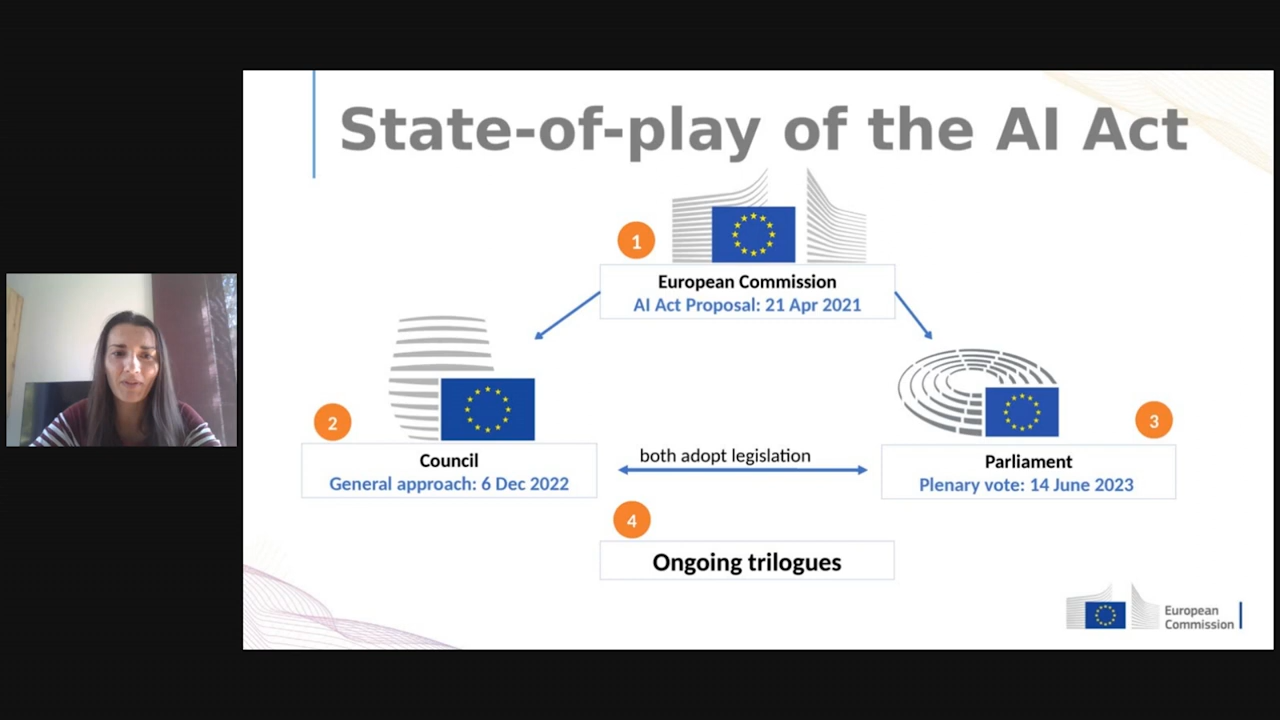 State-of-play of the AI Act
1
European Commission
AI Act Proposal: 21 Apr 2021
2
Council
General approach: 6 Dec 2022
both adopt legislation
3
Parliament
Plenary vote: 14 June 2023
4
Ongoing trilogues
European
Commission